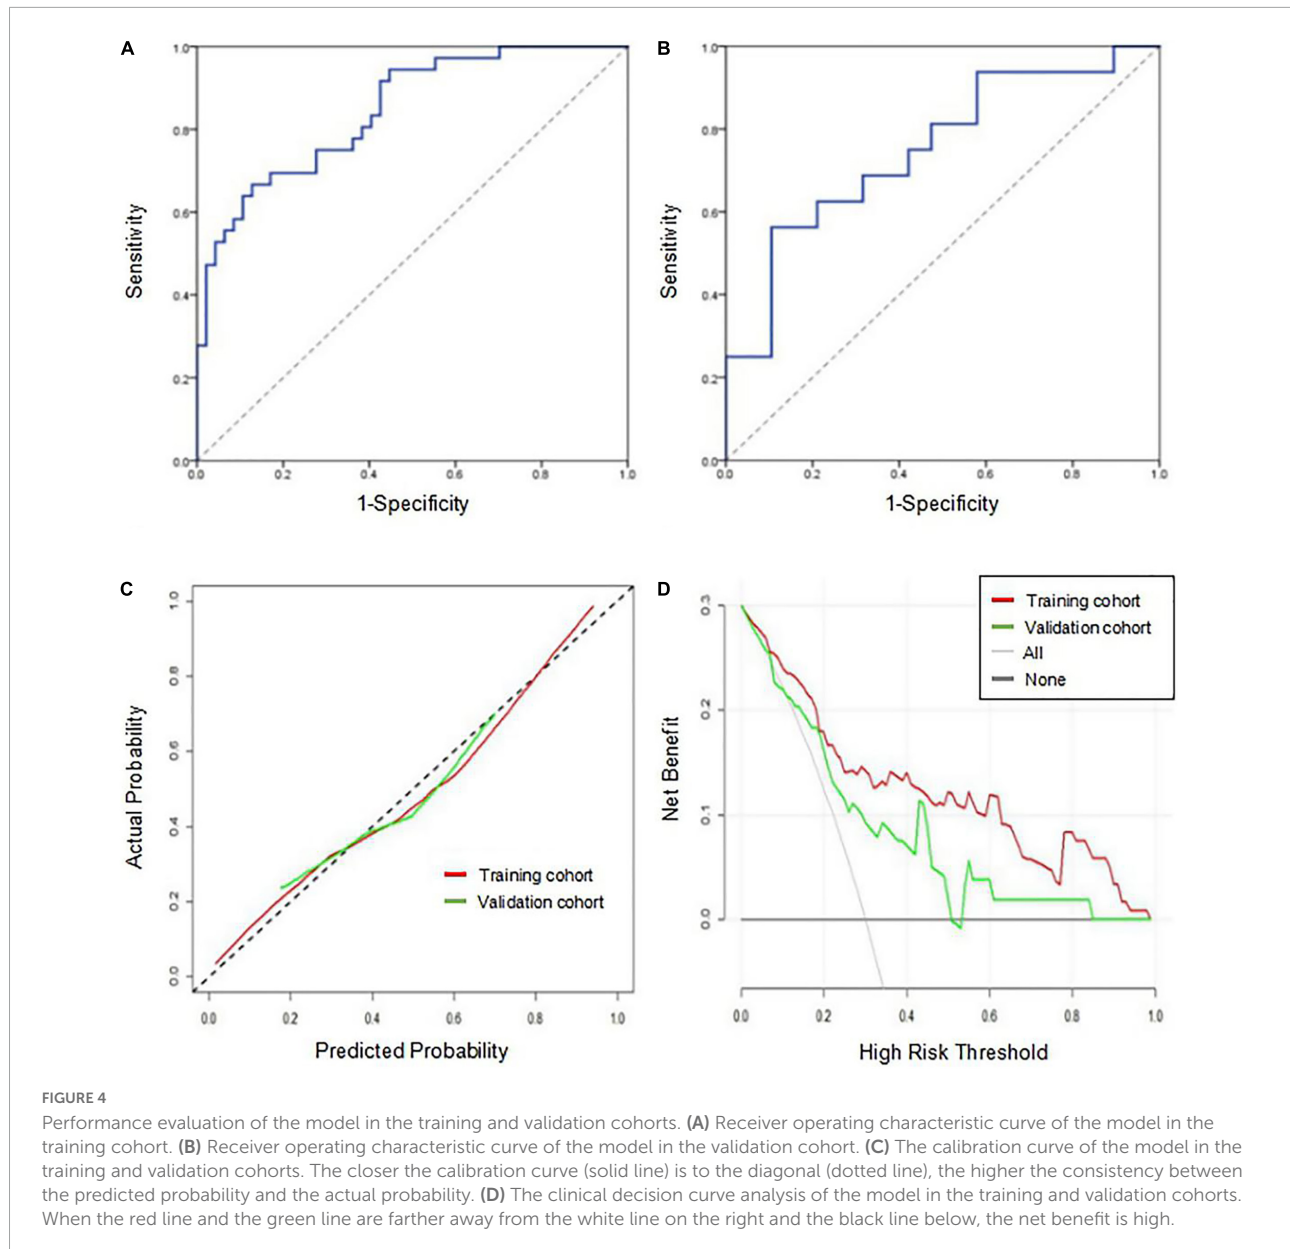 A
1.0
0.8
0.6
0.4
0.2
0.0
Sensitivity
0.0 0.2 0.4 0.6 0.8 1.0
1-Specificity
B
1.0
0.8
0.6
0.4
0.2
0.0
Sensitivity
0.0 0.2 0.4 0.6 0.8 1.0
1-Specificity
C
1.0
0.8
0.6
0.4
0.2
0.0
Actual Probability
Training cohort
Validation cohort
0.0 0.2 0.4 0.6 0.8 1.0
Predicted Probability
D
0.3
0.2
0.1
0.0
Net Benefit
Training cohort
Validation cohort
All
None
0.0 0.2 0.4 0.6 0.8 1.0
High Risk Threshold
FIGURE 4
Performance evaluation of the model in the training and validation cohorts. (A) Receiver operating characteristic curve of the model in the
training cohort. (B) Receiver operating characteristic curve of the model in the validation cohort. (C) The calibration curve of the model in the
training and validation cohorts. The closer the calibration curve (solid line) is to the diagonal (dotted line), the higher the consistency between
the predicted probability and the actual probability. (D) The clinical decision curve analysis of the model in the training and validation cohorts.
When the red line and the green line are farther away from the white line on the right and the black line below, the net benefit is high.